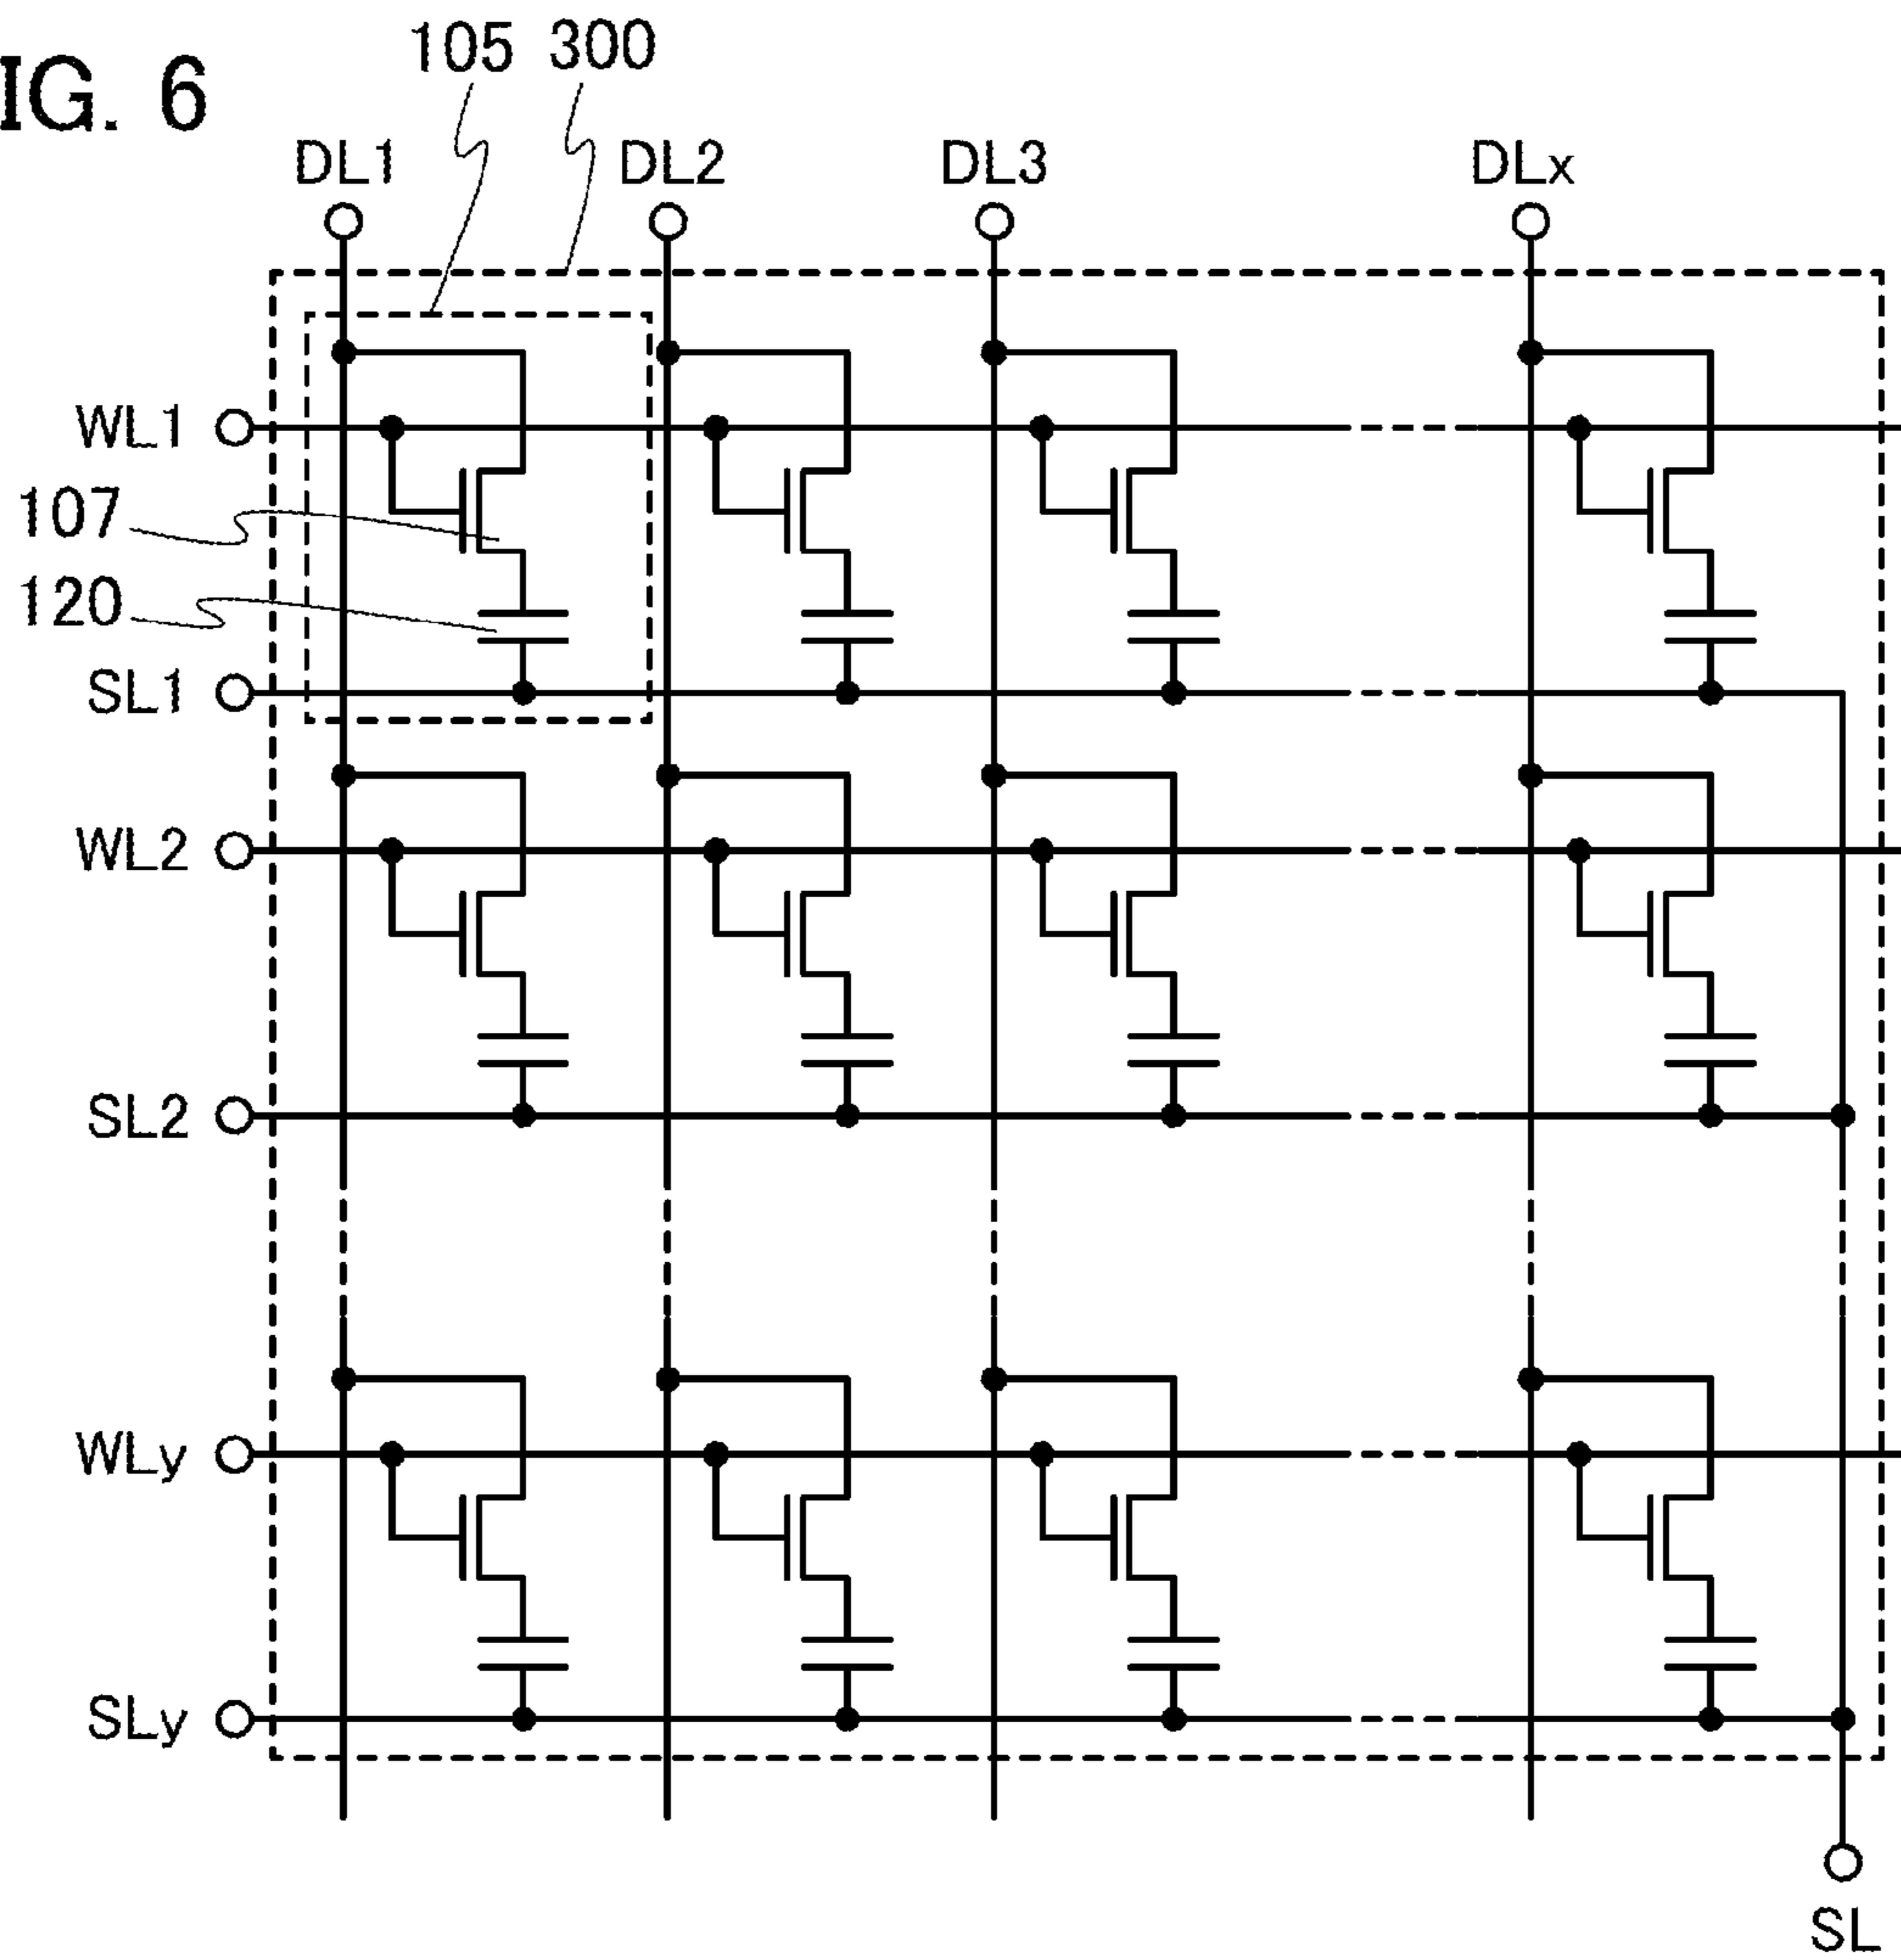 IG. 6
105 300
DL1 DL2 DL3 DLx
WL1
107
120
SL1
WL2
SL2
WLy
SLy
SL